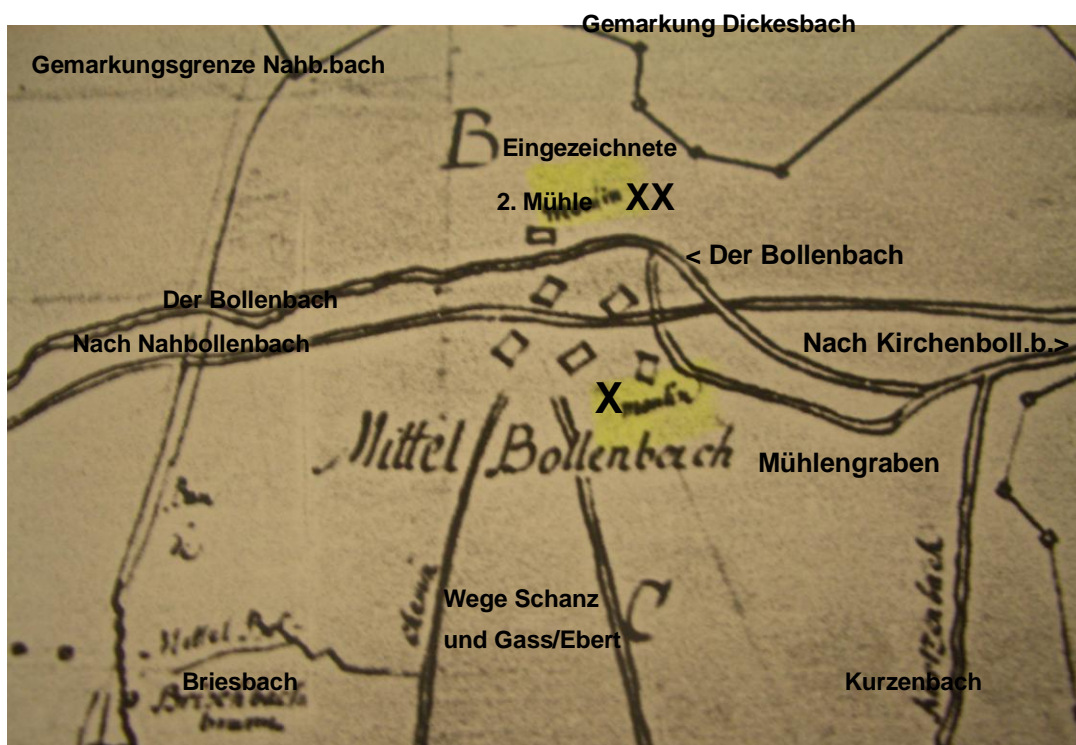 Gemarkung Dickesbach
Gemarkungsgrenze Nahb.bach
B
Eingezeichnete
2. Mühle XX
< Der Bollenbach
Der Bollenbach
Nach Nahbollenbach
Nach Kirchenboll.b.>
X
Mittel Bollenbach
Mühlengraben
Wege Schanz
und Gass/Ebert
C
Mittel
Briesbach
Kurzenbach